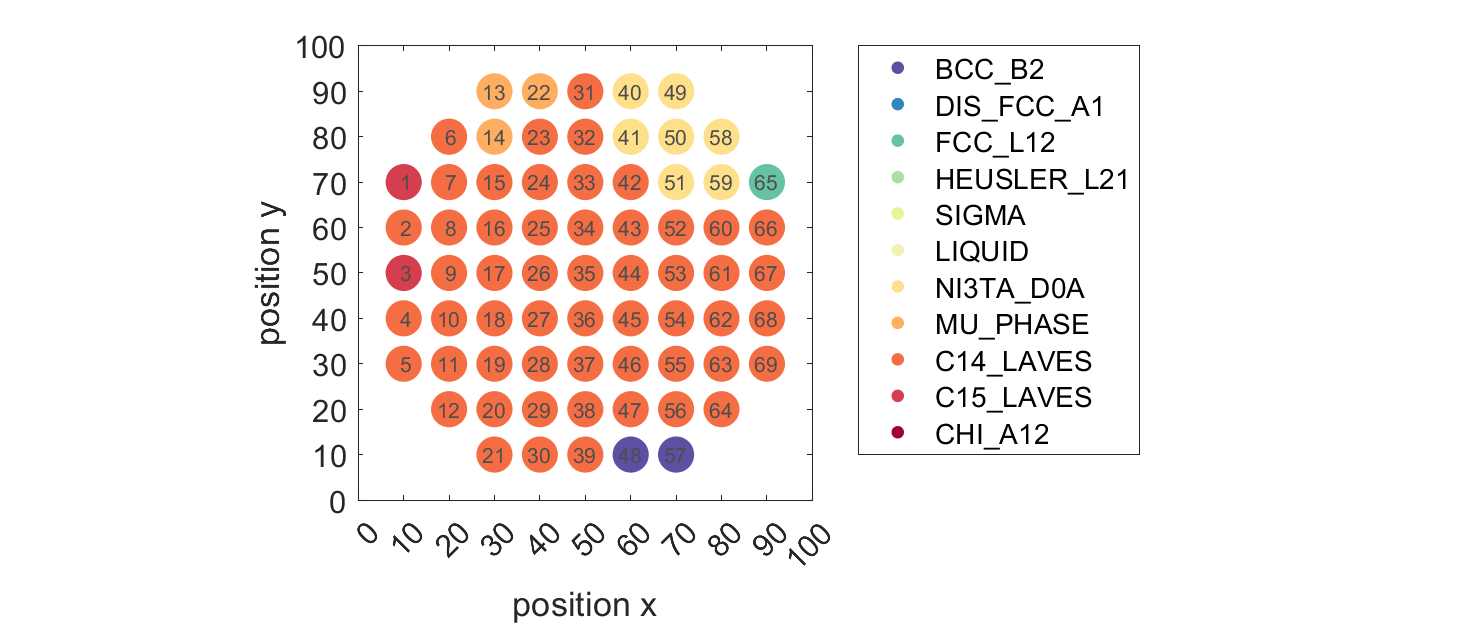 100
90
80
70
60
50
40
30
20
10
0
position y
13 22 31 40 49
6 14 23 32 41 50 58
1 7 15 24 33 42 51 59 65
2 8 16 25 34 43 52 60 66
3 9 17 26 35 44 53 61 67
4 10 18 27 36 45 54 62 68
5 11 19 28 37 46 55 63 69
12 20 29 38 47 56 64
21 30 39 48 57
0 10 20 30 40 50 60 70 80 90 100
position x
BCC_B2
DIS_FCC_A1
FCC_L12
HEUSLER_L21
SIGMA
LIQUID
NI3TA_D0A
MU_PHASE
C14_LAVES
C15_LAVES
CHI_A12